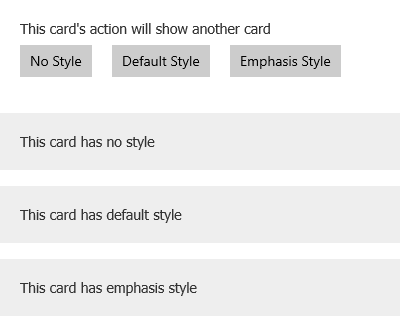 This card's action will show another card
No Style Default Style Emphasis Style
This card has no style
This card has default style
This card has emphasis style